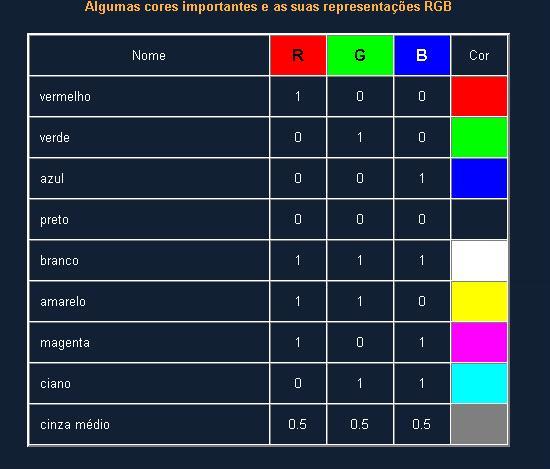 Algumas cores importantes e as suas representações RGB
Nome R G B Cor
vermelho 1 0 0
verde 0 1 0
azul 0 0 1
preto 0 0 0
branco 1 1 1
amarelo 1 1 0
magenta 1 0 1
ciano 0 1 1
cinza médio 0.5 0.5 0.5